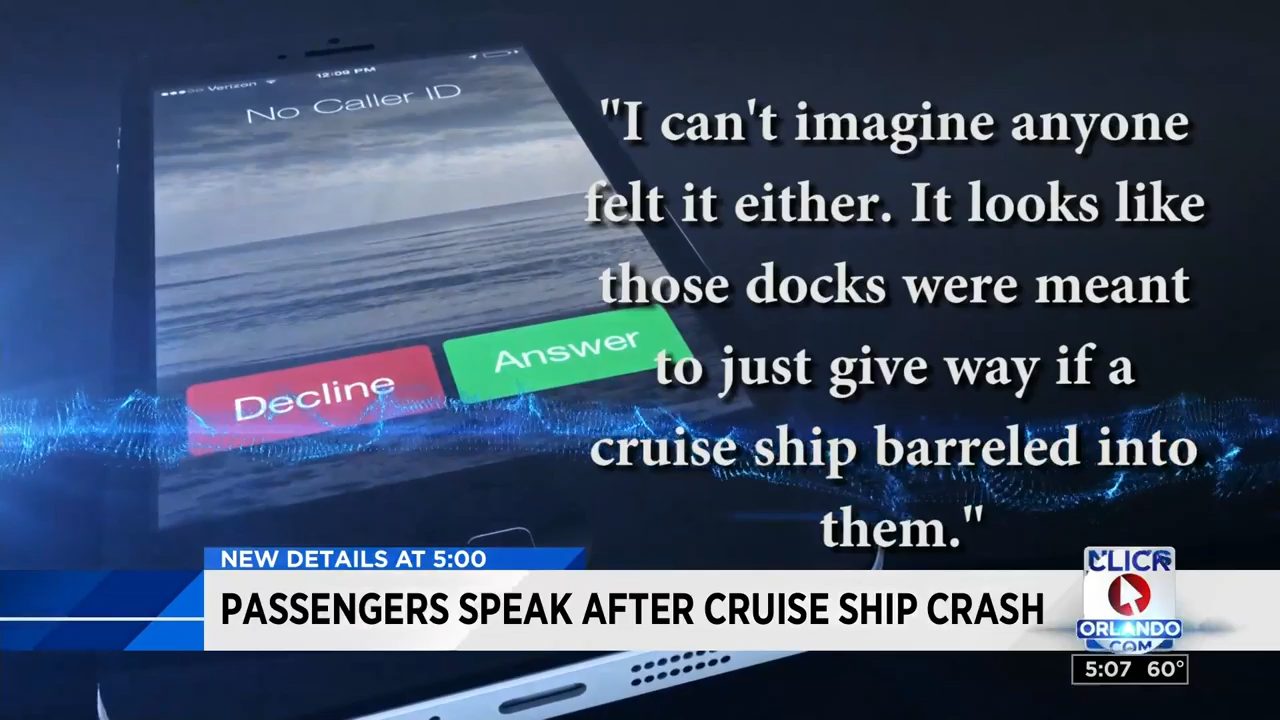 Verizon
12:09 PM
No Caller ID
Decline
Answer
"I can't imagine anyone
felt it either. It looks like
those docks were meant
to just give way if a
cruise ship barreled into
them."
NEW DETAILS AT 5:00
PASSENGERS SPEAK AFTER CRUISE SHIP CRASH
CLICK
ORLANDO
.COM
5:07 60°